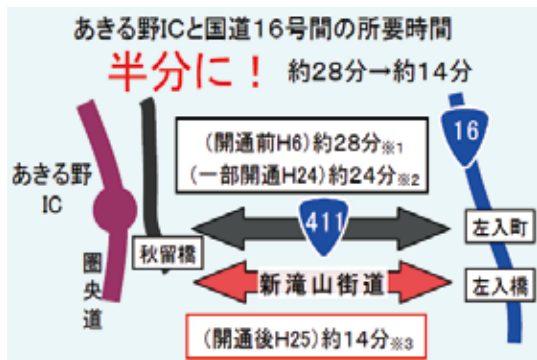 あきる野ICと国道16号間の所要時間
半分に！ 約28分→約14分
16
(開通前H6)約28分※1
(一部開通H24)約24分※2
あきる野
IC
411
秋留橋
左入町
圏央道
新滝山街道
左入橋
(開通後H25)約14分※3